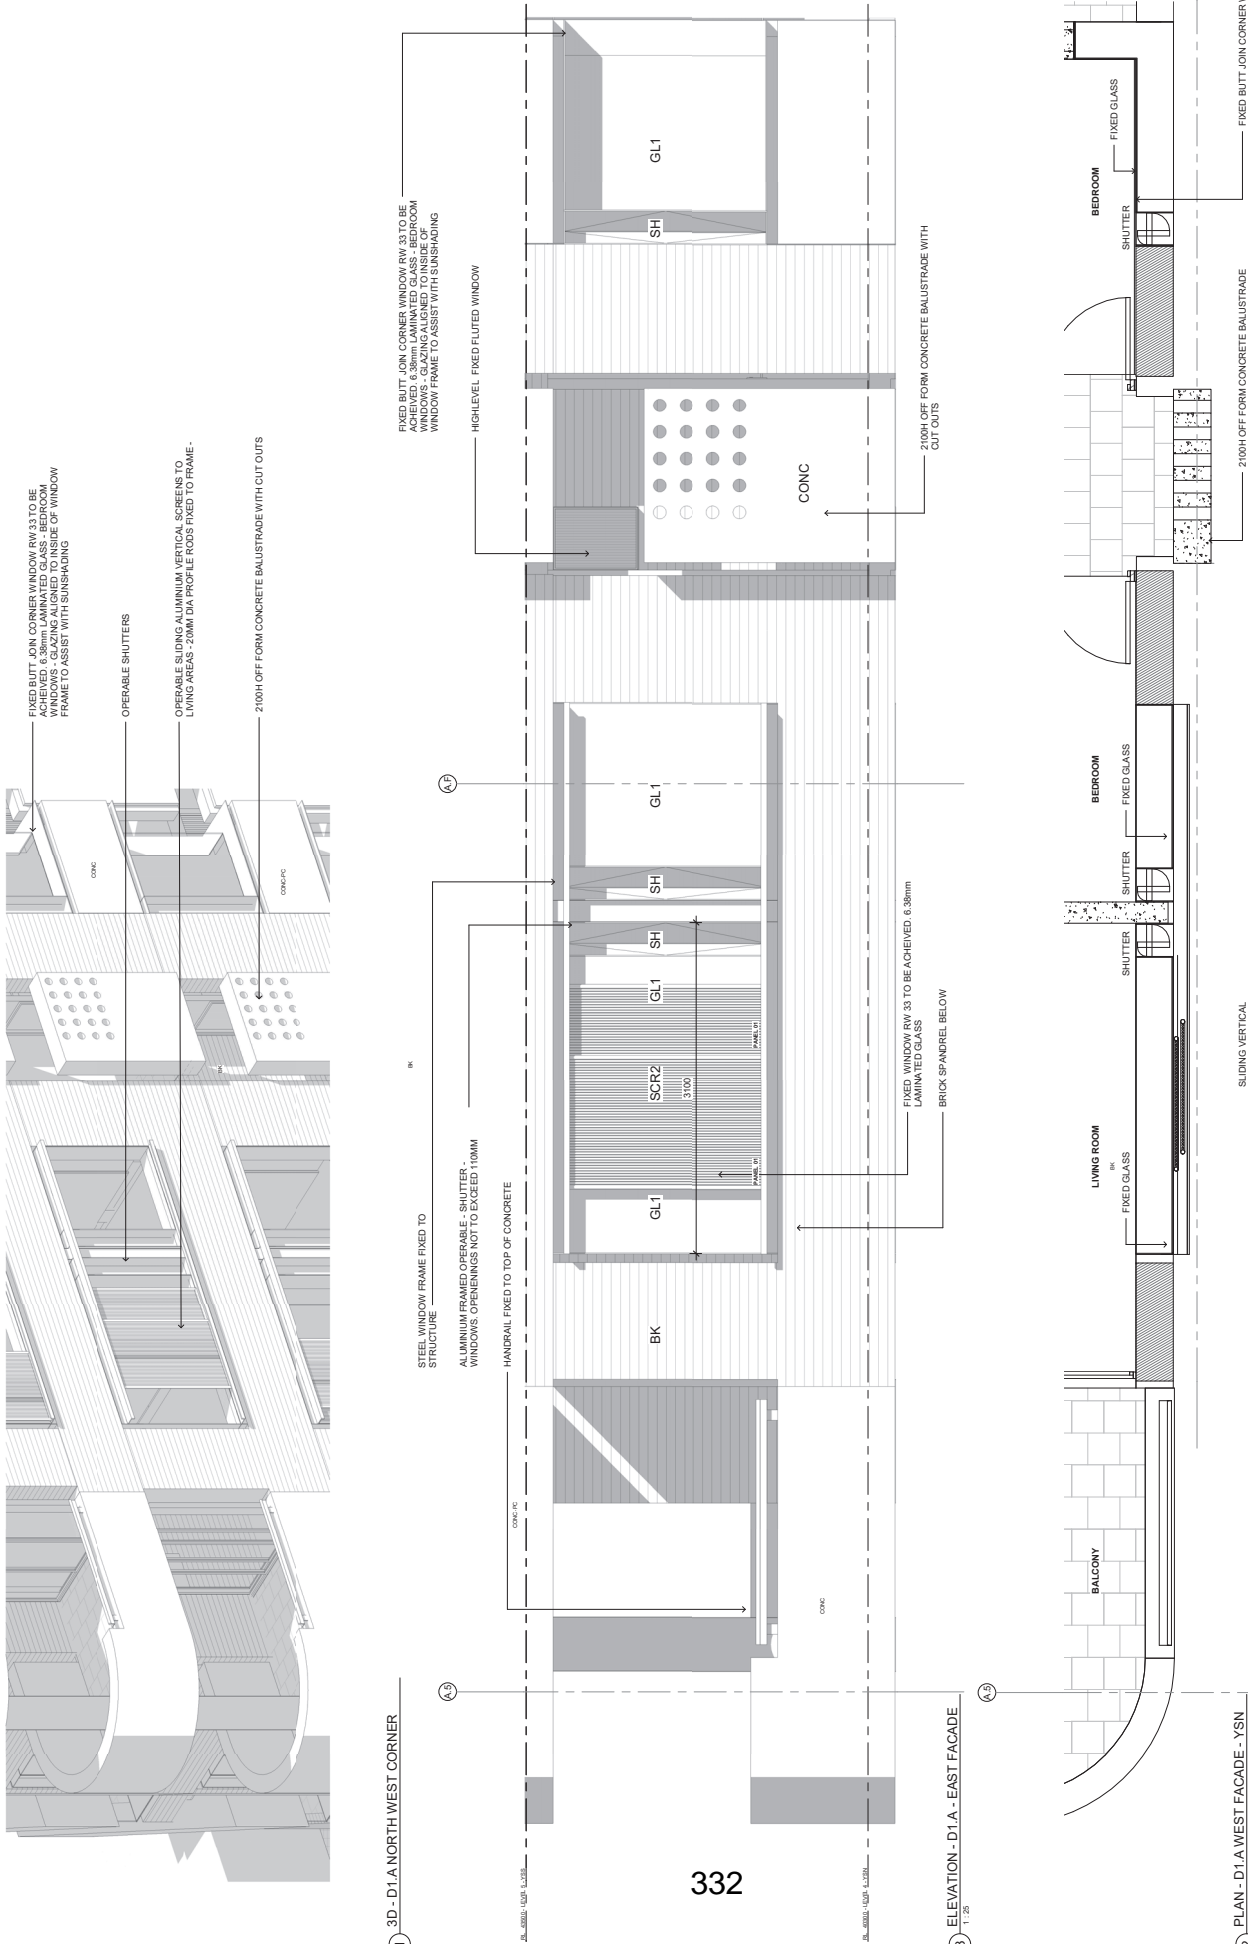 FIXED BUTT JOIN CORNER WINDOW RW 33 TO BE
ACHEIVED. 6.38mm LAMINATED GLASS - BEDROOM
WINDOWS - GLAZING ALIGNED TO INSIDE OF WINDOW
FRAME TO ASSIST WITH SUNSHADING
OPERABLE SHUTTERS
OPERABLE SLIDING ALUMINIUM VERTICAL SCREENS TO
LIVING AREAS - 20MM DIA PROFILE RODS FIXED TO FRAME -
2100H OFF FORM CONCRETE BALUSTRADE WITH CUT OUTS
CONC
CONC-PC
BK
BK
3D - D1.A NORTH WEST CORNER
STEEL WINDOW FRAME FIXED TO
STRUCTURE
ALUMINIUM FRAMED OPERABLE - SHUTTER -
WINDOWS. OPENENINGS NOT TO EXCEED 110MM
HANDRAIL FIXED TO TOP OF CONCRETE
CONC-PC
FIXED BUTT JOIN CORNER WINDOW RW 33 TO BE
ACHEIVED. 6.38mm LAMINATED GLASS - BEDROOM
WINDOWS - GLAZING ALIGNED TO INSIDE OF
WINDOW FRAME TO ASSIST WITH SUNSHADING
HIGHLEVEL FIXED FLUTED WINDOW
A.5
A.F
BK
GL1
SCR2
GL1
SH
SH
GL1
SH
GL1
3100
PANEL 01
PANEL 01
CONC
CONC
2100H OFF FORM CONCRETE BALUSTRADE WITH
CUT OUTS
FIXED WINDOW RW 33 TO BE ACHEIVED. 6.38mm
LAMINATED GLASS
BRICK SPANDREL BELOW
332
ELEVATION - D1.A - EAST FACADE
1 : 25
A.5
BALCONY
LIVING ROOM
BK
FIXED GLASS
SHUTTER
SHUTTER
BEDROOM
FIXED GLASS
BEDROOM
SHUTTER
FIXED GLASS
SLIDING VERTICAL
2100H OFF FORM CONCRETE BALUSTRADE
FIXED BUTT JOIN CORNER
PLAN - D1.A WEST FACADE - YSN